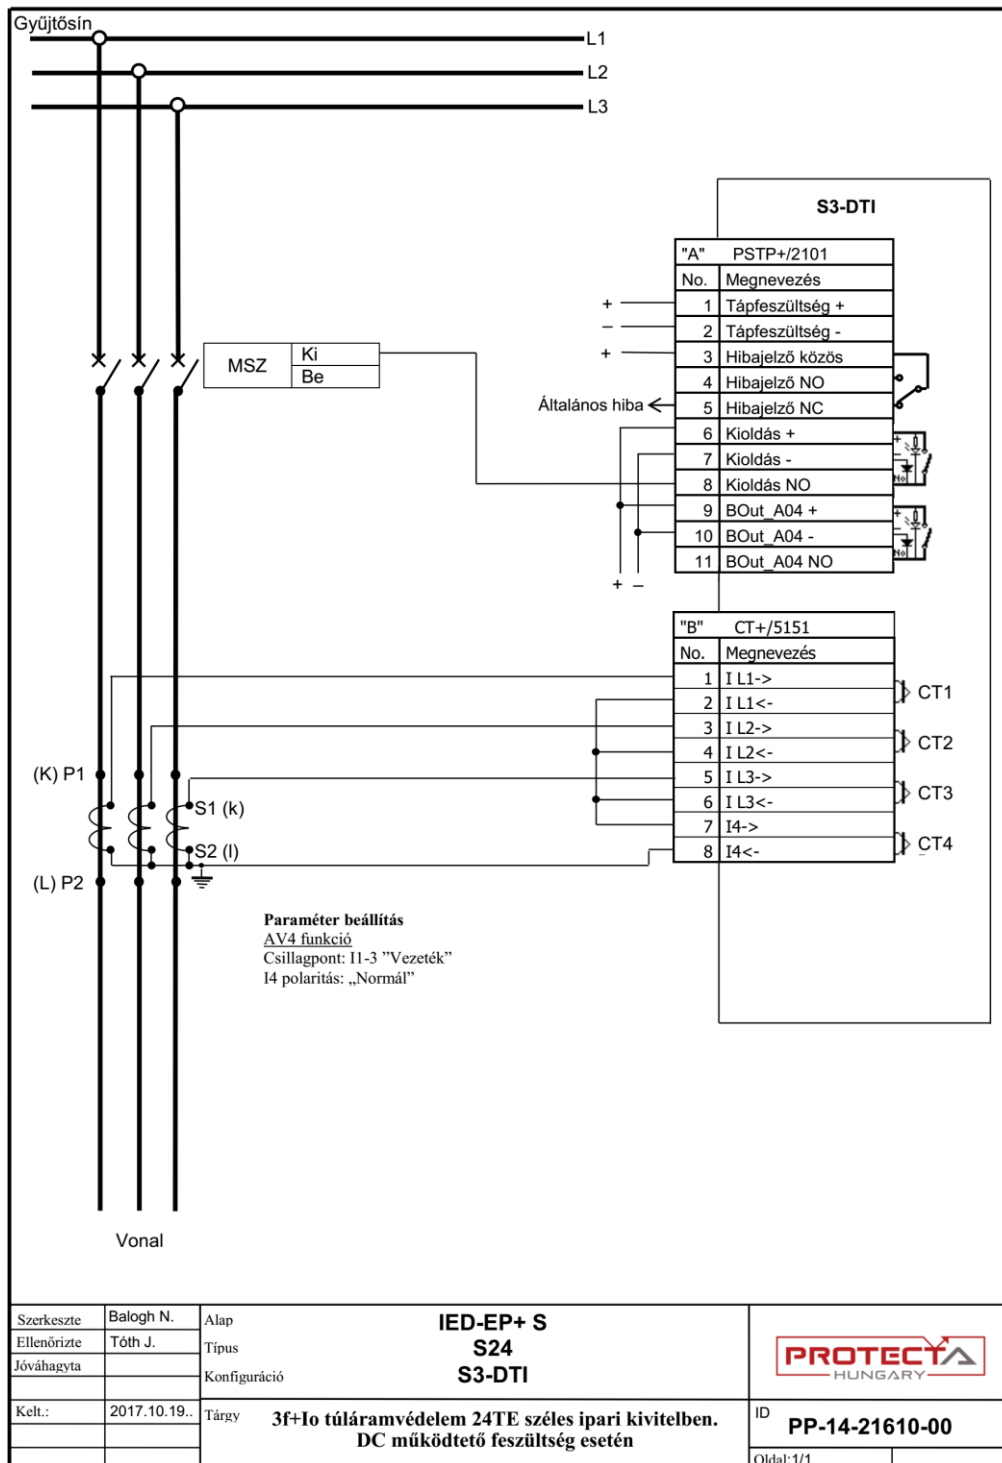 Gyűjtősín
L1
L2
L3
S3-DTI
"A" PSTP+/2101
No. Megnevezés
+ 1 Tápfeszültség +
– 2 Tápfeszültség -
+ 3 Hibajelző közös
4 Hibajelző NO
Általános hiba 5 Hibajelző NC
6 Kioldás +
7 Kioldás -
8 Kioldás NO
9 BOut_A04 +
10 BOut_A04 -
11 BOut_A04 NO
+ –
MSZ
Ki
Be
+
–
No
+
–
No
"B" CT+/5151
No. Megnevezés
1 I L1->
2 I L1<-
CT1
3 I L2->
4 I L2<-
CT2
5 I L3->
6 I L3<-
CT3
7 I4->
8 I4<-
CT4
(K) P1
S1 (k)
S2 (l)
(L) P2
Paraméter beállítás
AV4 funkció
Csillagpont: I1-3 ”Vezeték”
I4 polaritás: „Normál”
Vonal
Szerkeszte Balogh N.
Ellenőrizte Tóth J.
Jóváhagyta
Kelt.: 2017.10.19..
Alap IED-EP+ S
Típus S24
Konfiguráció S3-DTI
Tárgy 3f+Io túláramvédelem 24TE széles ipari kivitelben.
DC működtető feszültség esetén
PROTECTA
HUNGARY
ID PP-14-21610-00
Oldal:1/1